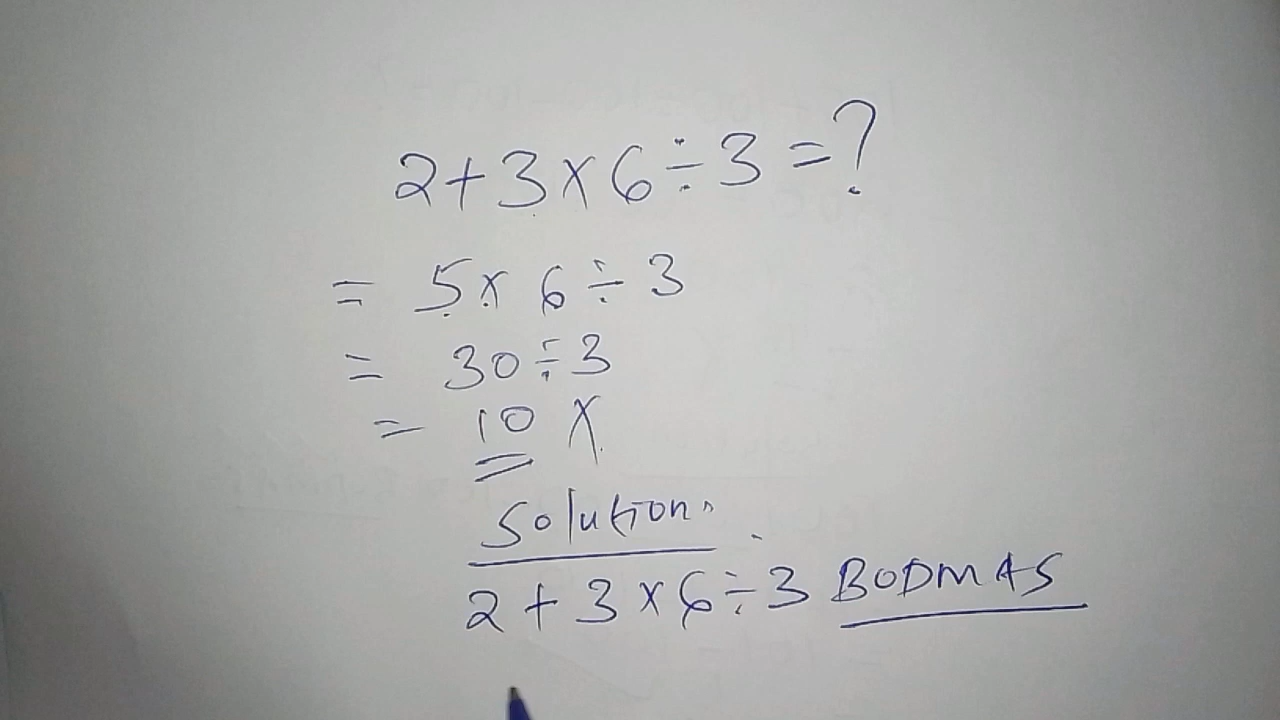 2+3×6÷3=?
= 5× 6÷3
= 30÷3
= 10 X
Solution.
2+3×6÷3 BODMAS